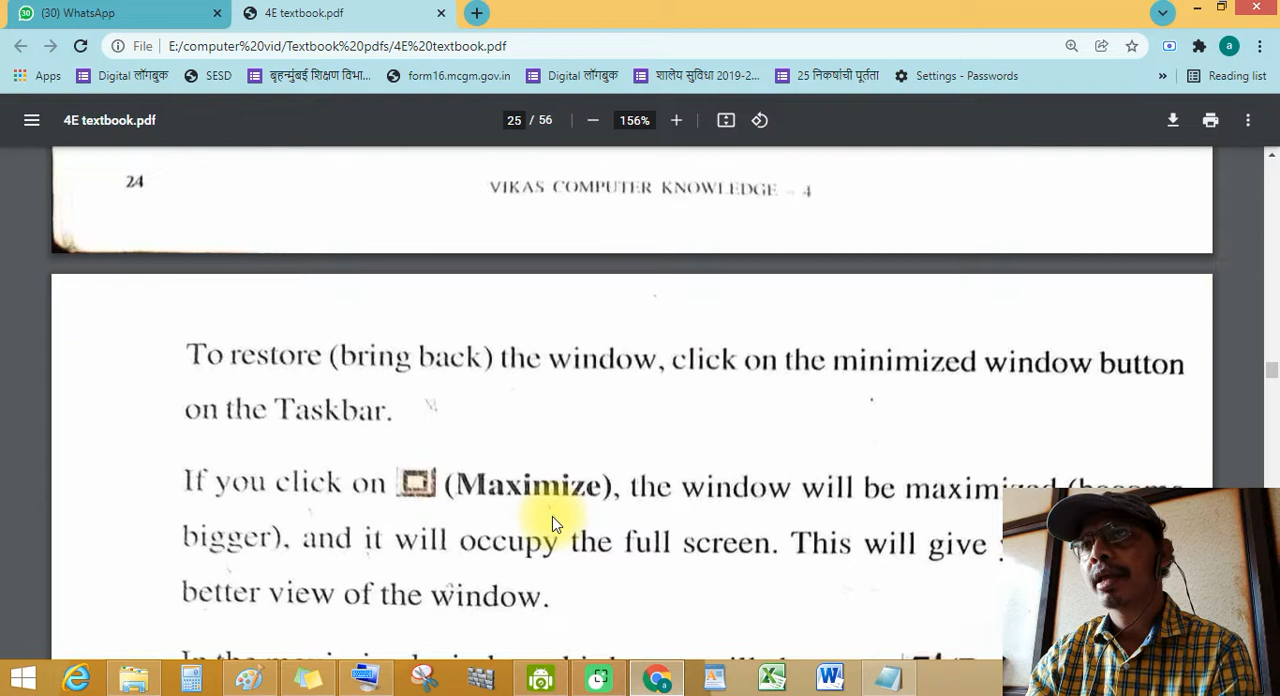 (30) WhatsApp
4E textbook.pdf
File
E:/computer%20vid/Textbook%20pdfs/4E%20textbook.pdf
a
Apps
Digital लॉगबुक
SESD
बृहन्मुंबई शिक्षण विभा...
form16.mcgm.gov.in
Digital लॉगबुक
शालेय सुविधा 2019-2...
25 निकषांची पूर्तता
Settings - Passwords
»
Reading list
4E textbook.pdf
25 / 56
156%
24
VIKAS COMPUTER KNOWLEDGE – 4
To restore (bring back) the window, click on the minimized window button
on the Taskbar.
If you click on (Maximize), the window will be maximized (become
bigger), and it will occupy the full screen. This will give
better view of the window.